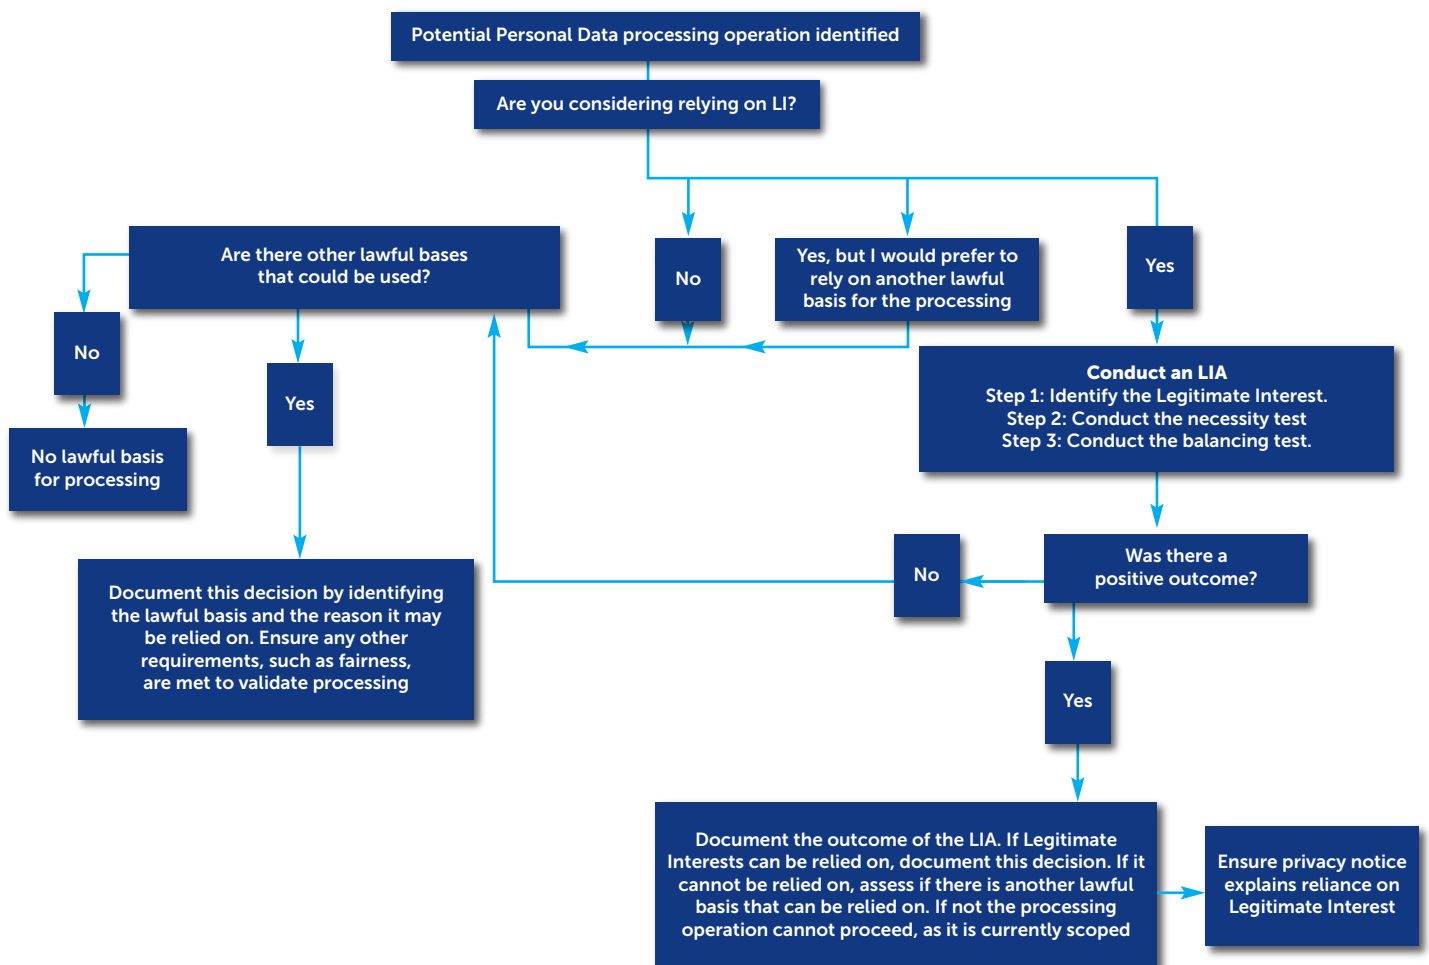 Potential Personal Data processing operation identified
Are you considering relying on LI?
Are there other lawful bases
that could be used?
No
Yes, but I would prefer to
rely on another lawful
basis for the processing
Yes
No
Yes
Conduct an LIA
Step 1: Identify the Legitimate Interest.
Step 2: Conduct the necessity test
Step 3: Conduct the balancing test.
No lawful basis
for processing
No
Was there a
positive outcome?
Document this decision by identifying
the lawful basis and the reason it may
be relied on. Ensure any other
requirements, such as fairness,
are met to validate processing
Yes
Document the outcome of the LIA. If Legitimate
Interests can be relied on, document this decision. If it
cannot be relied on, assess if there is another lawful
basis that can be relied on. If not the processing
operation cannot proceed, as it is currently scoped
Ensure privacy notice
explains reliance on
Legitimate Interest